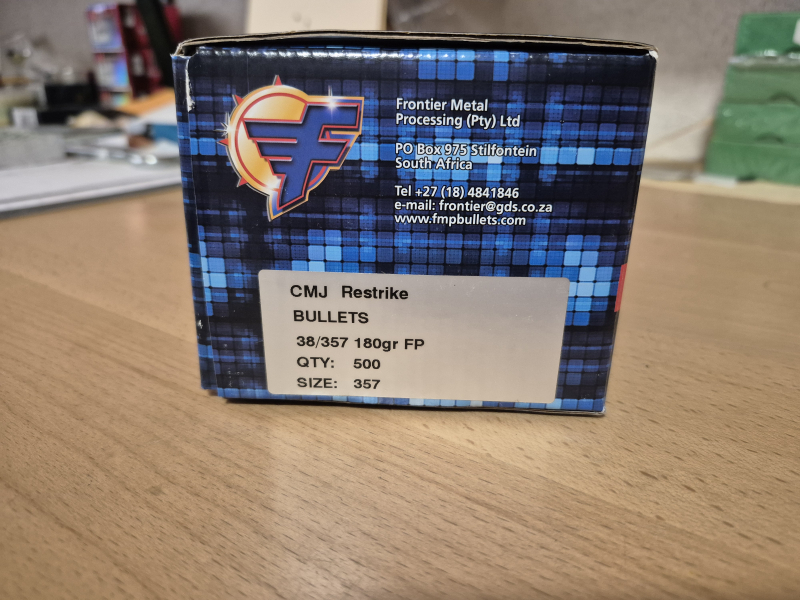 Frontier Metal
Processing (Pty) Ltd
PO Box 975 Stilfontein
South Africa
Tel +27 (18) 4841846
e-mail: frontier@gds.co.za
www.fmpbullets.com
CMJ Restrike
BULLETS
38/357 180gr FP
QTY: 500
SIZE: 357